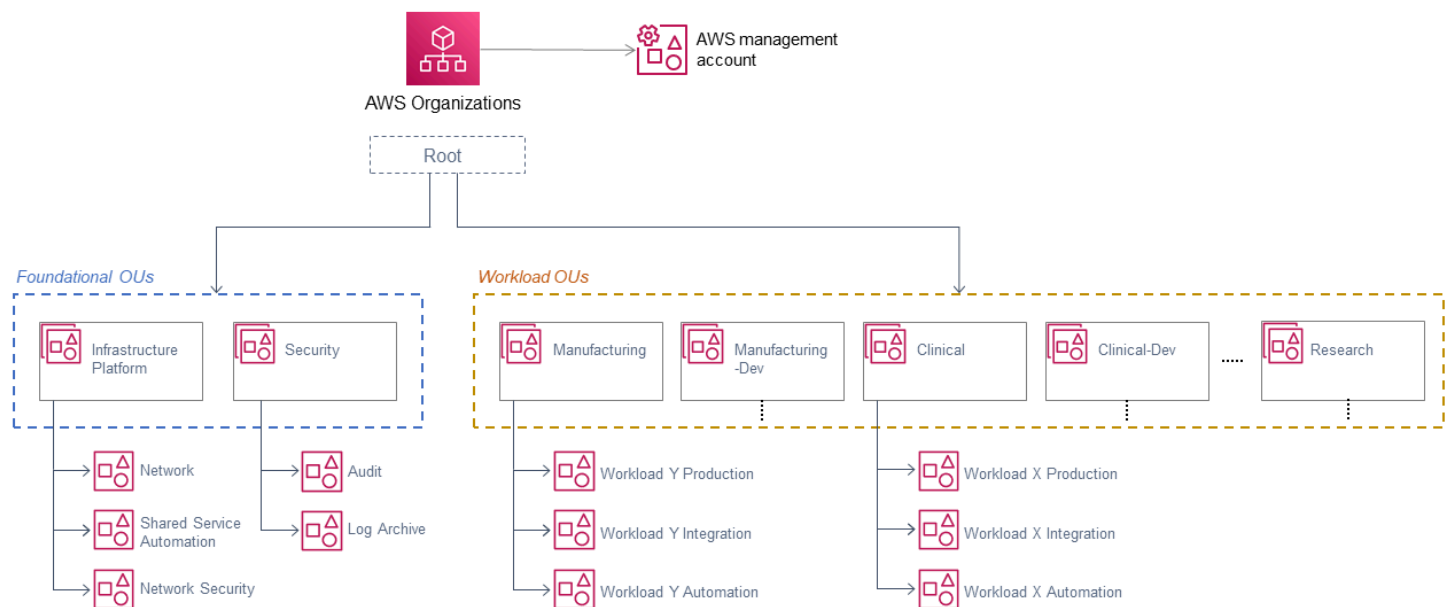 AWS management
account
AWS Organizations
Root
Foundational OUs
Workload OUs
Infrastructure
Platform
Security
Manufacturing
Manufacturing
-Dev
Clinical
Clinical-Dev
Research
Network
Shared Service
Automation
Network Security
Audit
Log Archive
Workload Y Production
Workload Y Integration
Workload Y Automation
Workload X Production
Workload X Integration
Workload X Automation